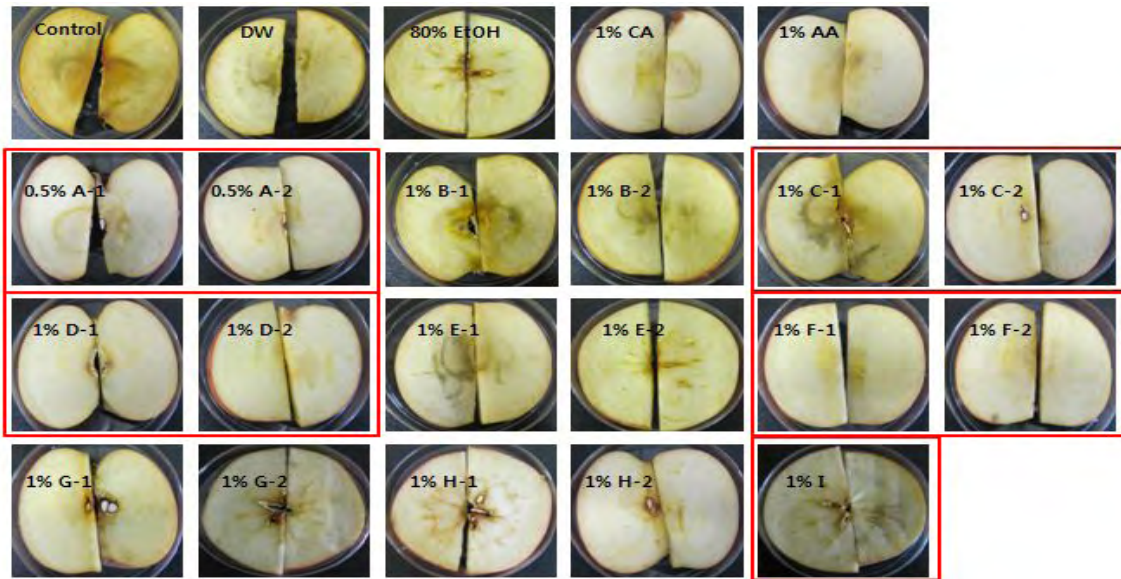 Control
DW
80% EtOH
1% CA
1% AA
0.5% A-1
0.5% A-2
1% B-1
1% B-2
1% C-1
1% C-2
1% D-1
1% D-2
1% E-1
1% E-2
1% F-1
1% F-2
1% G-1
1% G-2
1% H-1
1% H-2
1% I